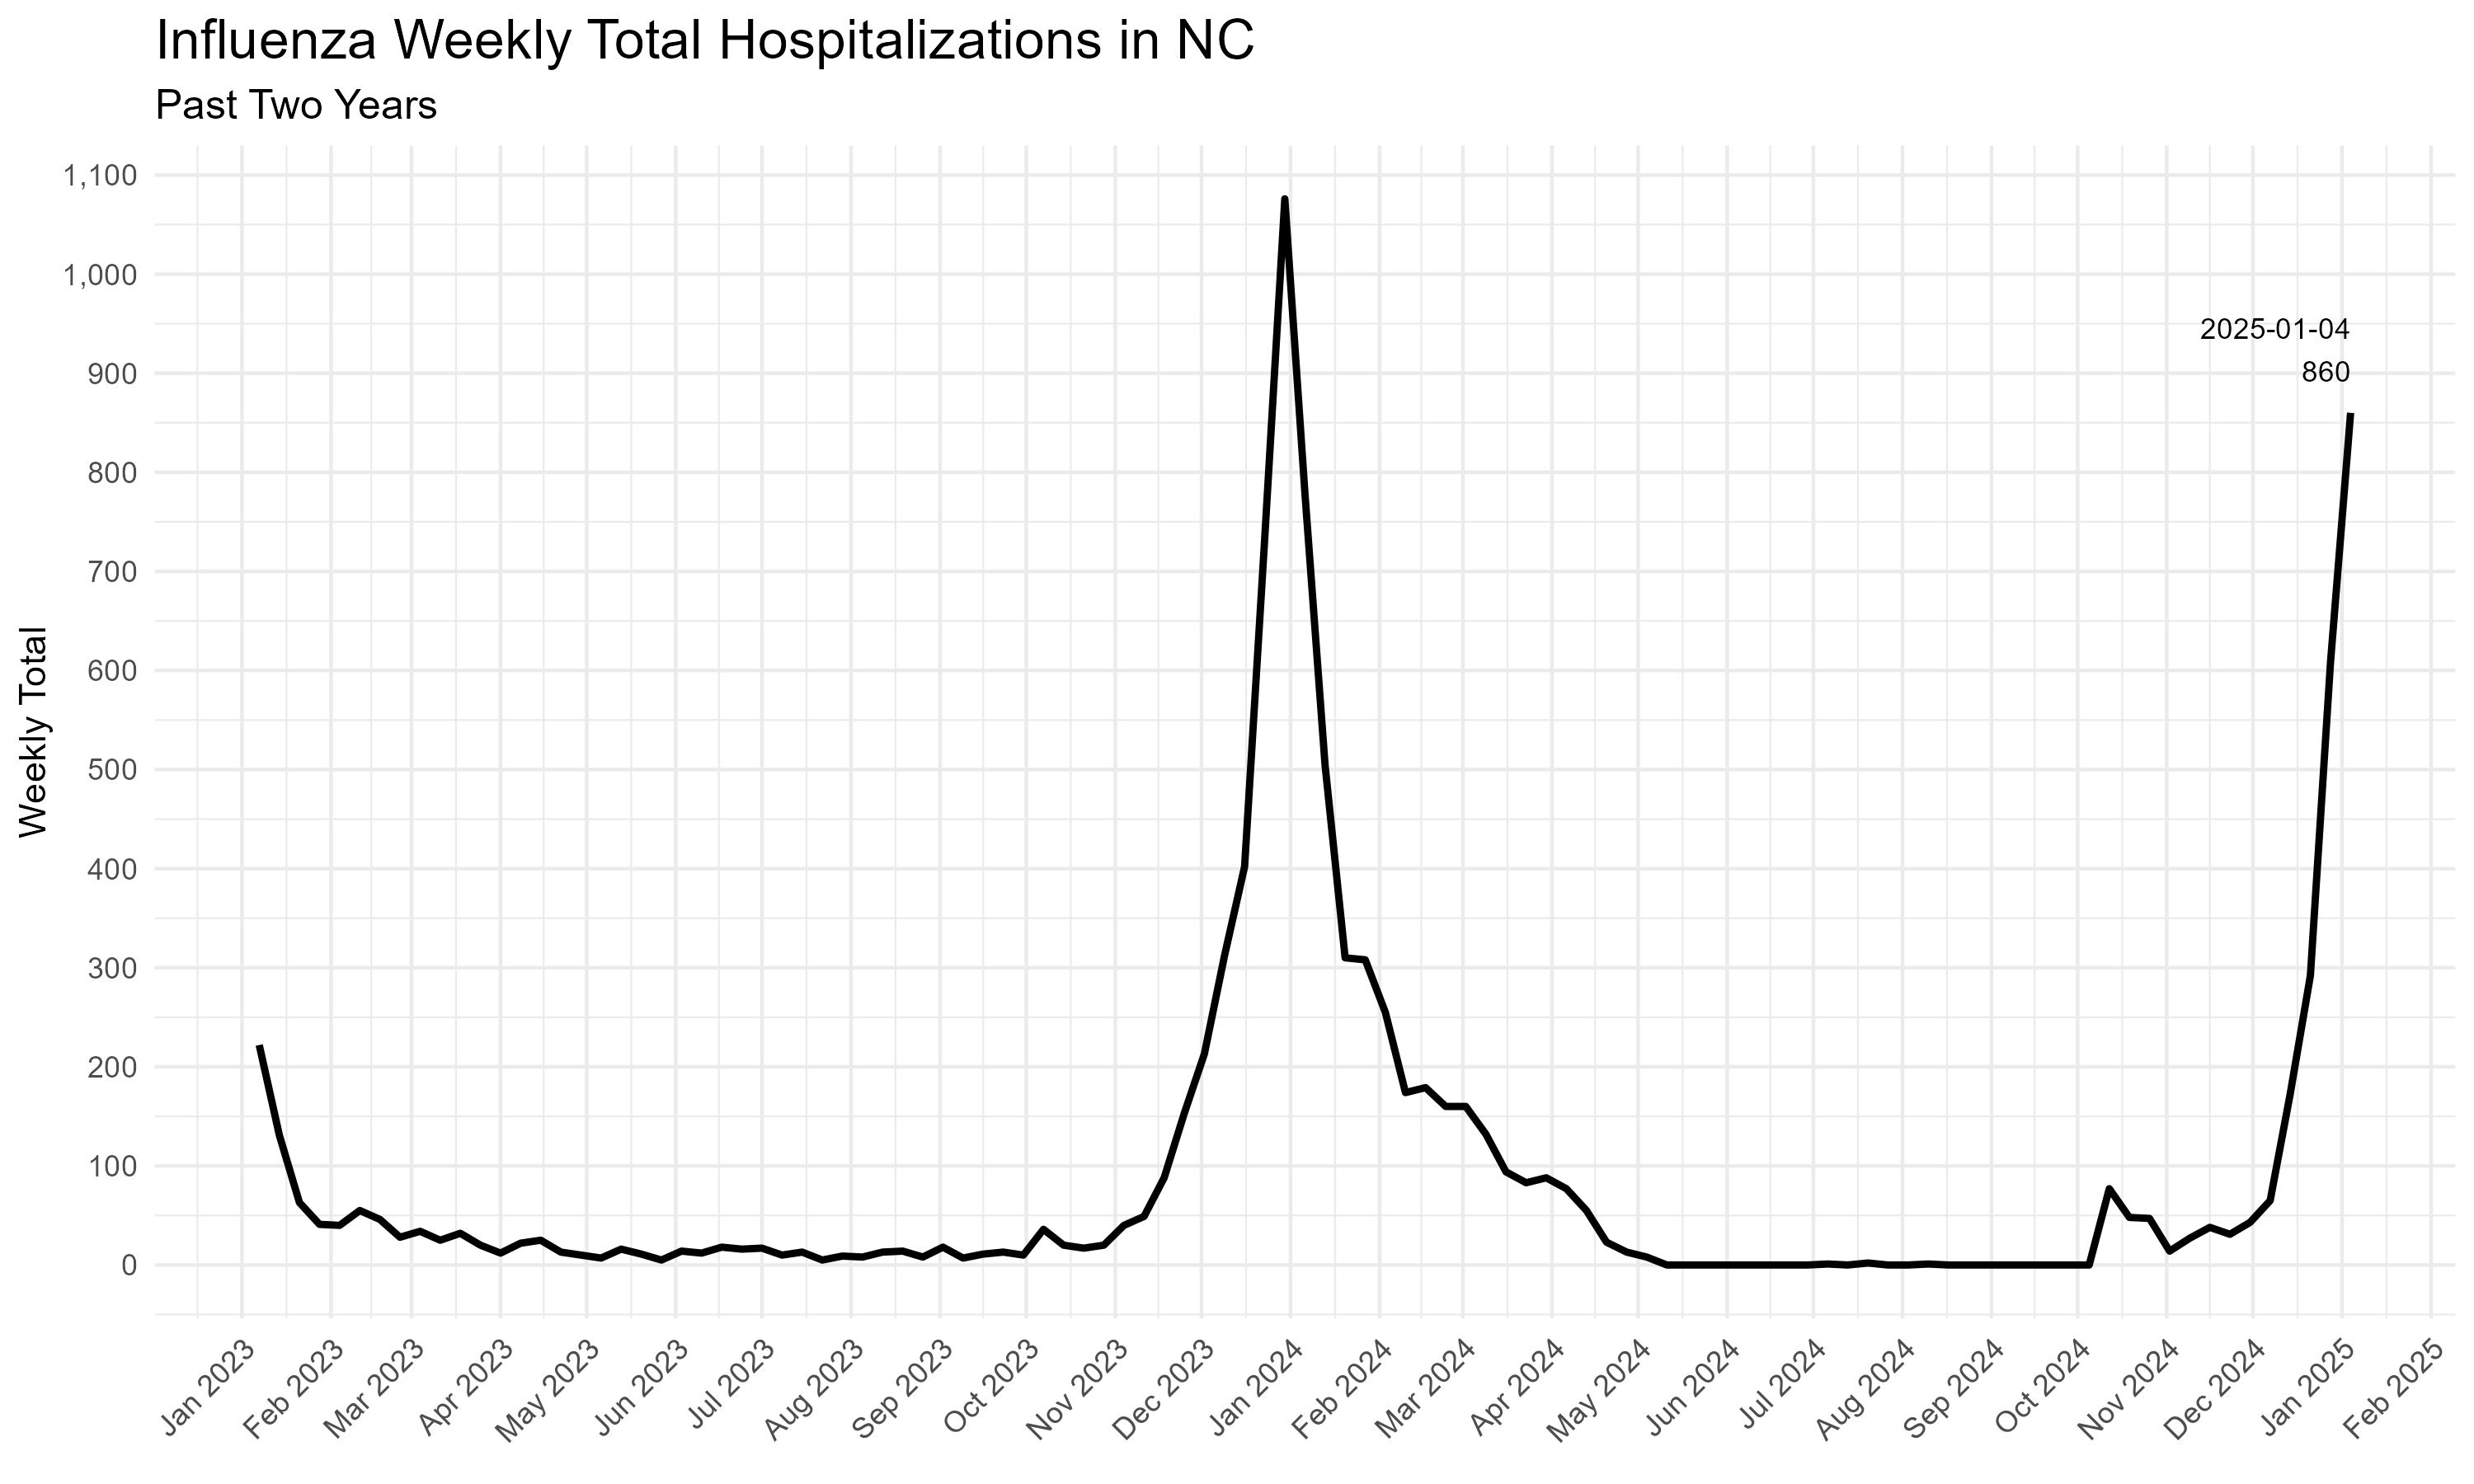 Influenza Weekly Total Hospitalizations in NC
Past Two Years
Weekly Total
1,100
1,000
900
800
700
600
500
400
300
200
100
0
2025-01-04
860
Jan 2023
Feb 2023
Mar 2023
Apr 2023
May 2023
Jun 2023
Jul 2023
Aug 2023
Sep 2023
Oct 2023
Nov 2023
Dec 2023
Jan 2024
Feb 2024
Mar 2024
Apr 2024
May 2024
Jun 2024
Jul 2024
Aug 2024
Sep 2024
Oct 2024
Nov 2024
Dec 2024
Jan 2025
Feb 2025